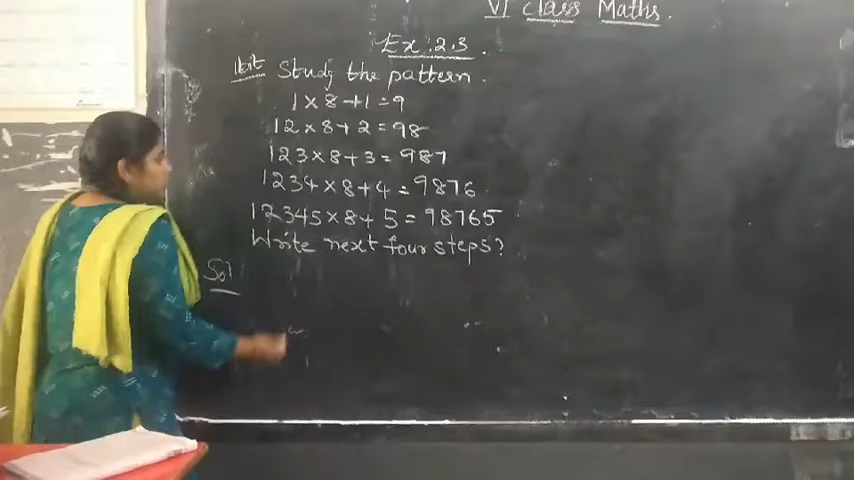 VI class Maths.
Ex : 2.3.
Study the pattern.
1 × 8 + 1 = 9
12 × 8 + 2 = 98
123 × 8 + 3 = 987
1234 × 8 + 4 = 9876
12345 × 8 + 5 = 98765
Write next four steps?
Sol